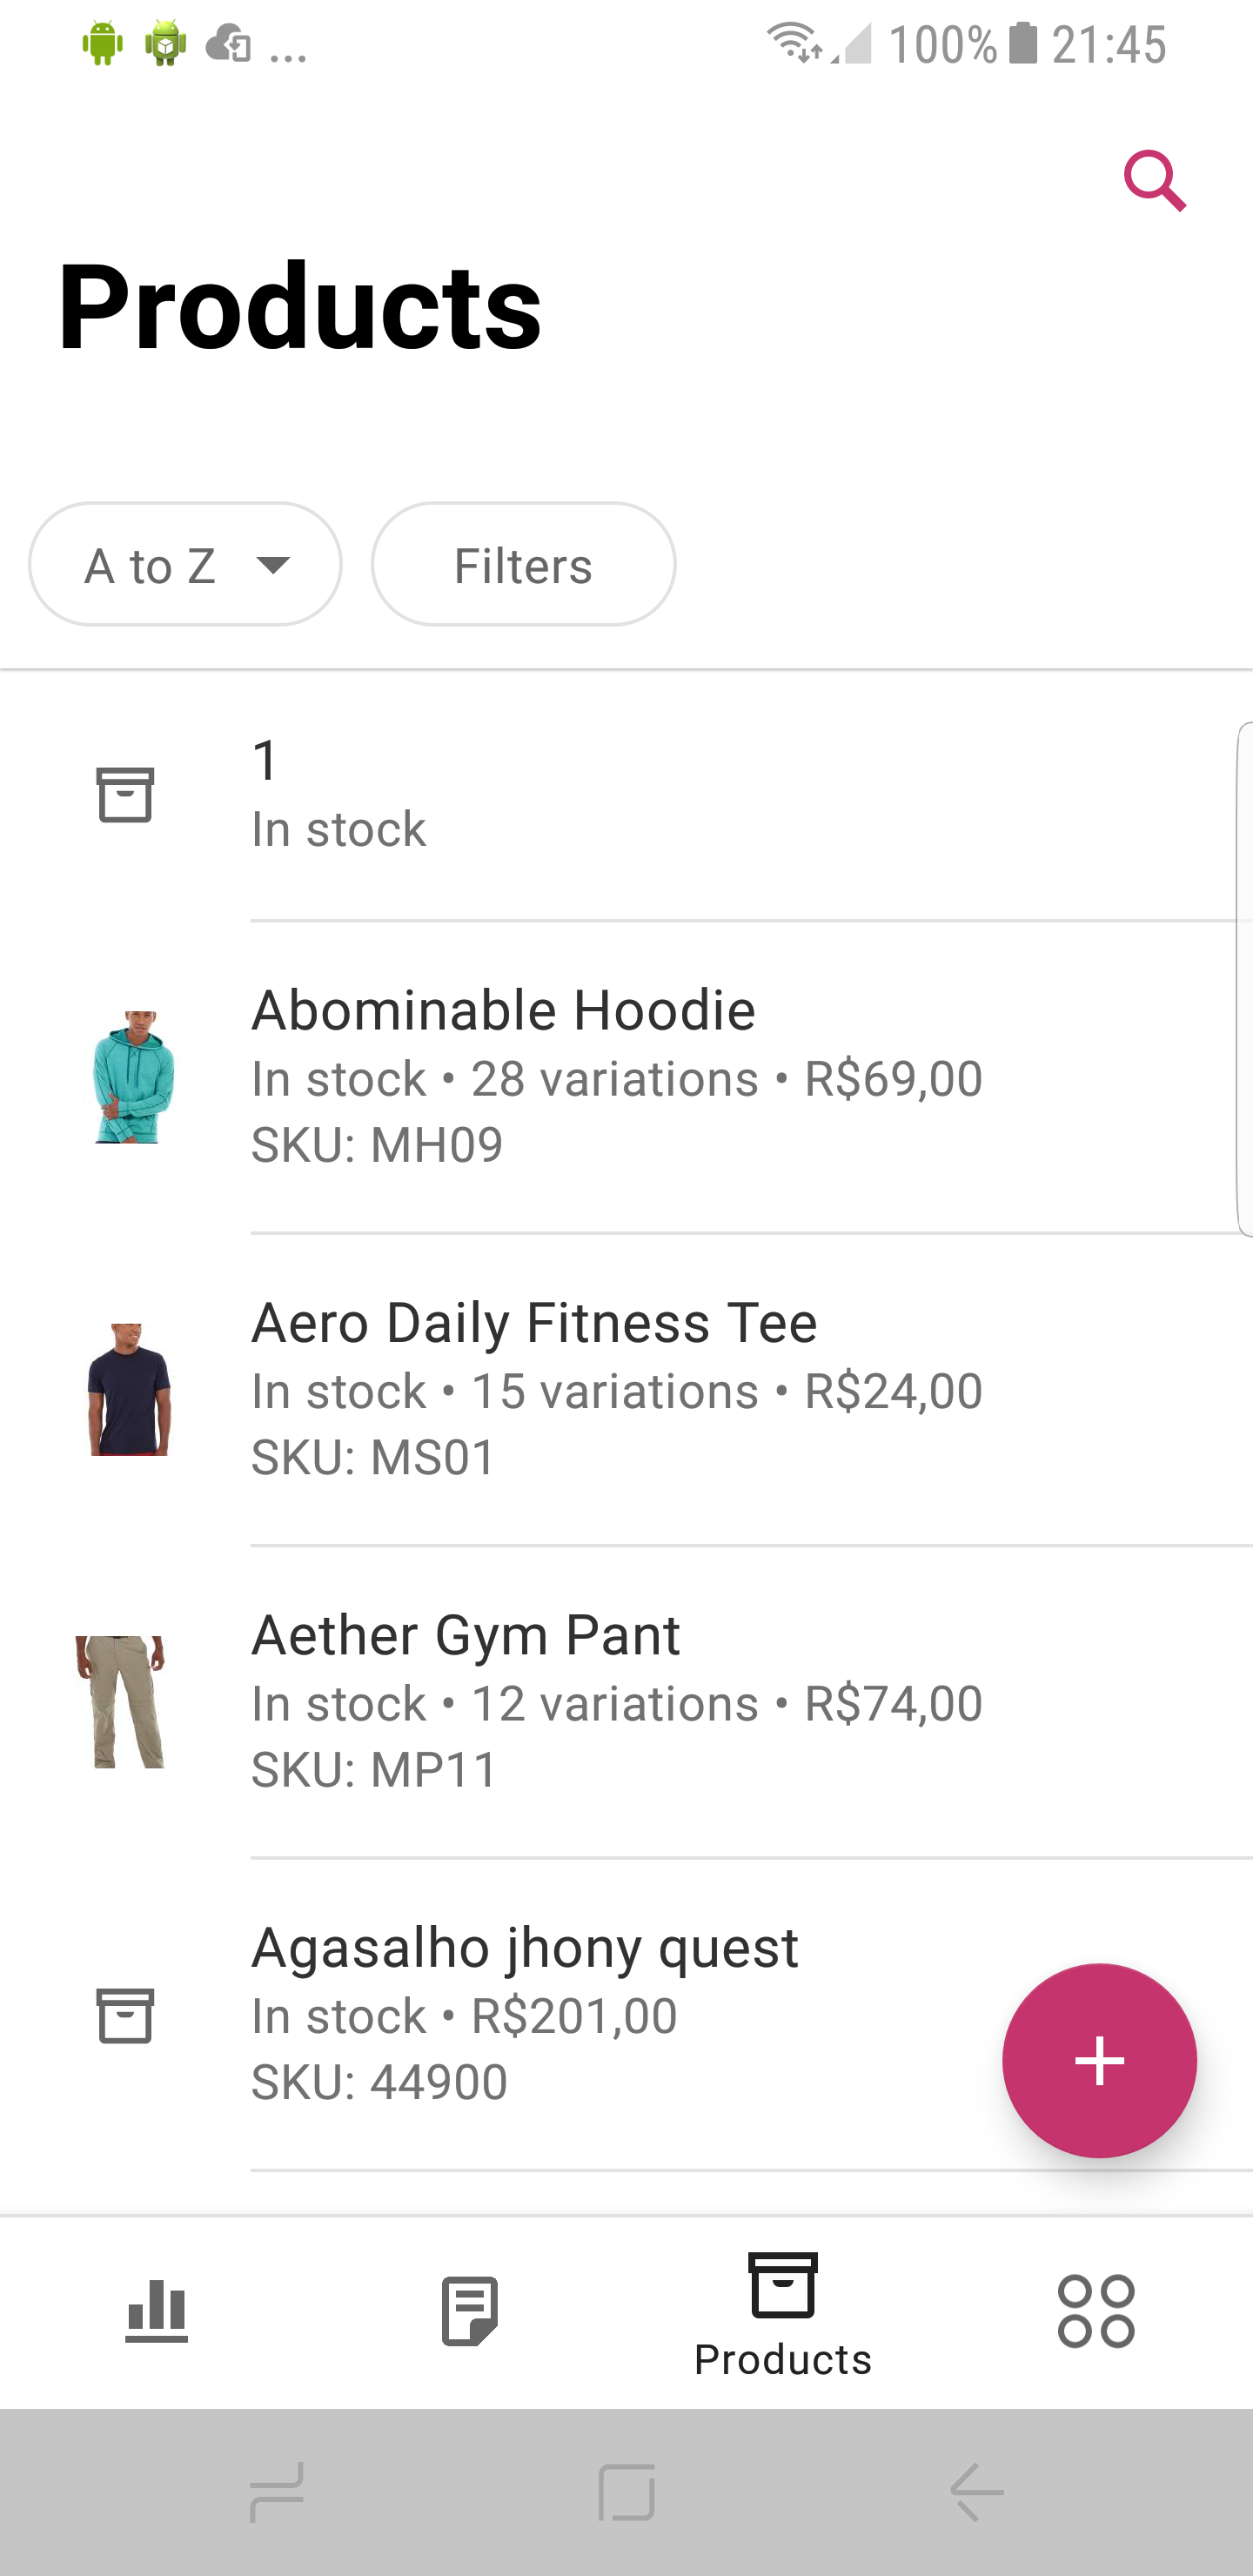 ... 100% 21:45
Products
A to Z Filters
1
In stock
Abominable Hoodie
In stock • 28 variations • R$69,00
SKU: MH09
Aero Daily Fitness Tee
In stock • 15 variations • R$24,00
SKU: MS01
Aether Gym Pant
In stock • 12 variations • R$74,00
SKU: MP11
Agasalho jhony quest
In stock • R$201,00
SKU: 44900
Products